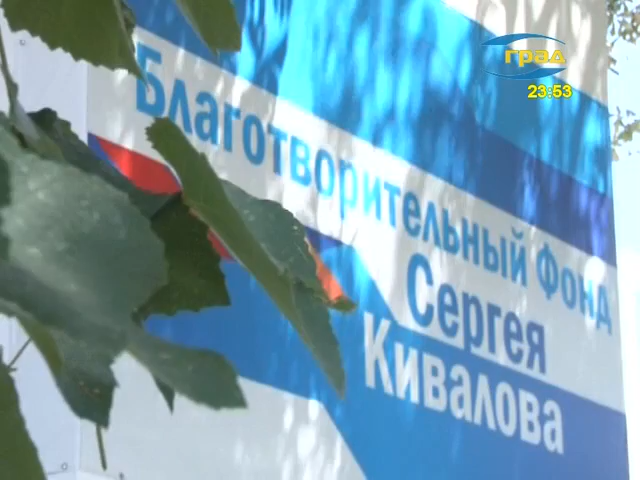 град
23:53
Благотворительный Фонд
Сергея
Кивалова